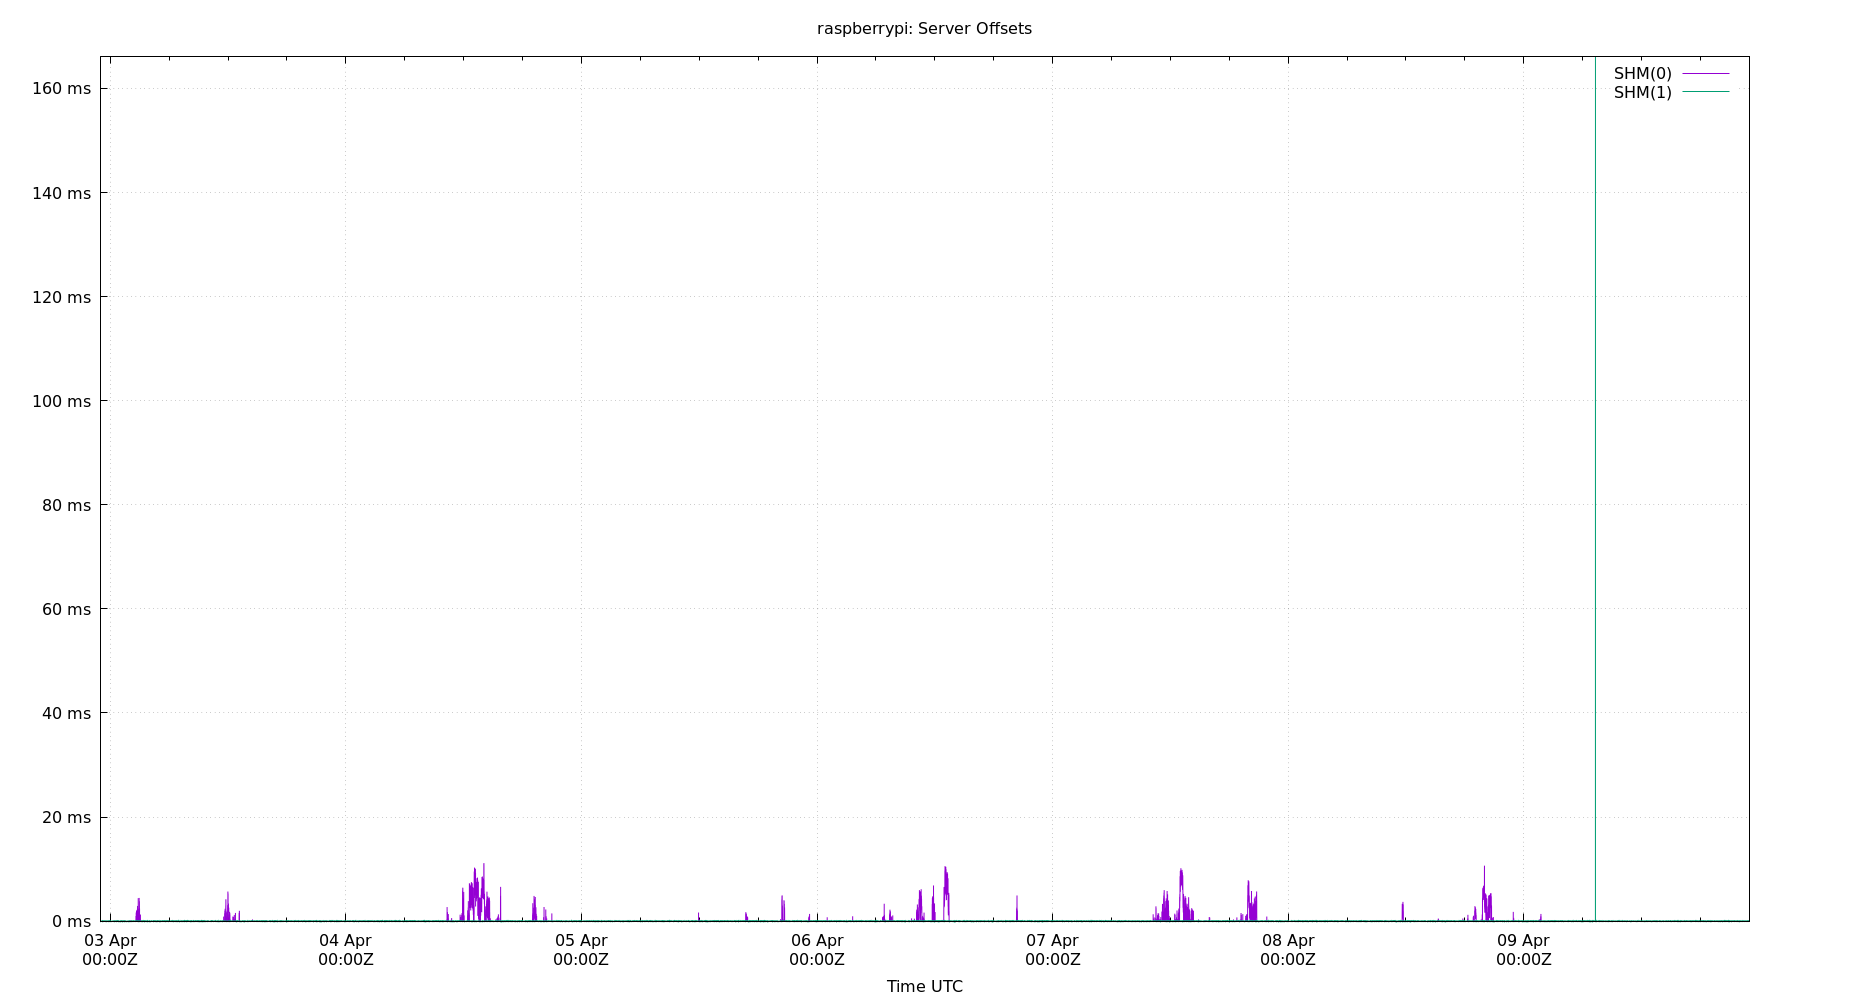 raspberrypi: Server Offsets
SHM(0)
SHM(1)
160 ms
140 ms
120 ms
100 ms
80 ms
60 ms
40 ms
20 ms
0 ms
03 Apr 04 Apr 05 Apr 06 Apr 07 Apr 08 Apr 09 Apr
00:00Z 00:00Z 00:00Z 00:00Z 00:00Z 00:00Z 00:00Z
Time UTC